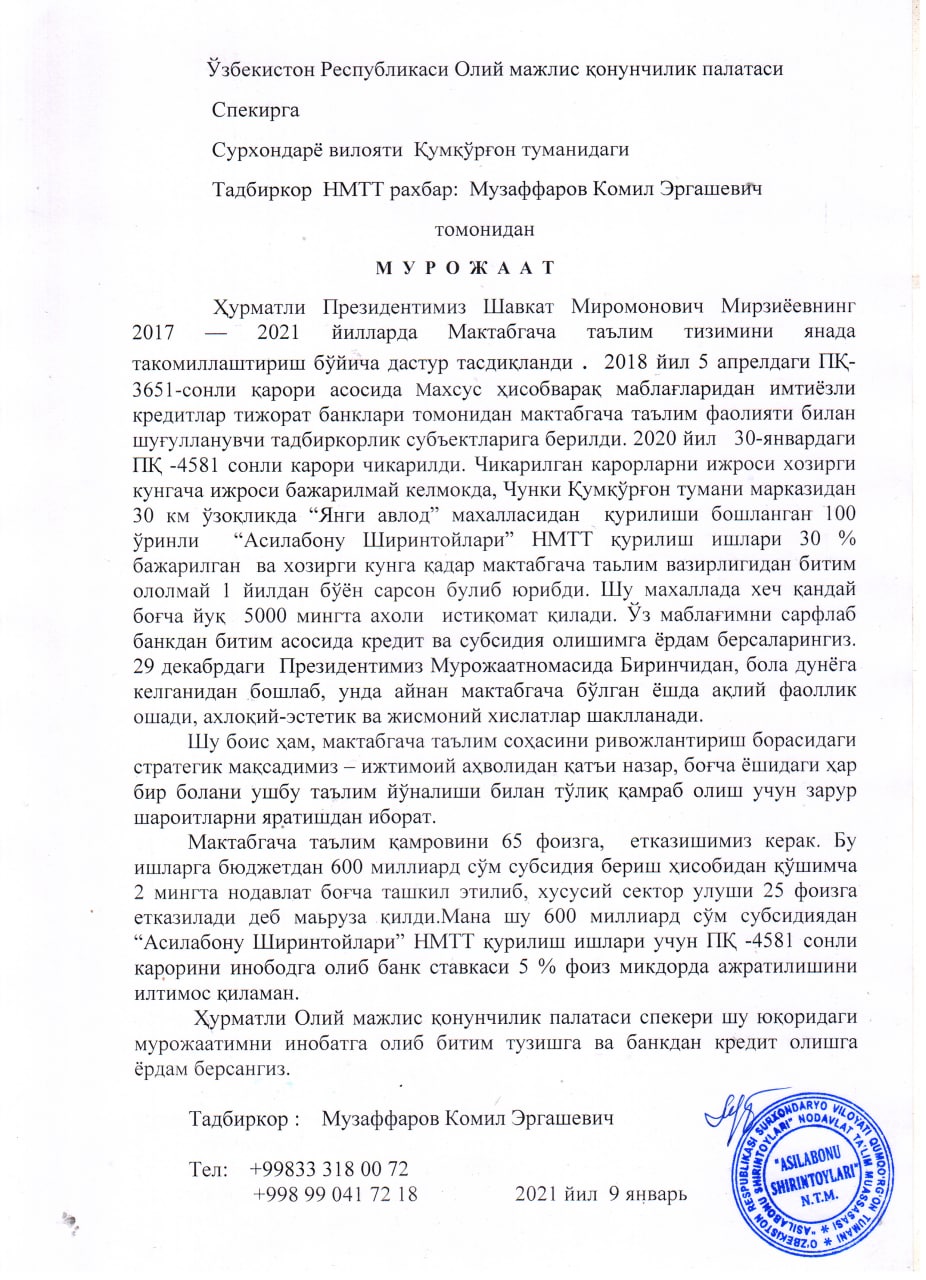 Ўзбекистон Республикаси Олий мажлис қонунчилик палатаси
Спекирга
Сурхондарё вилояти Қумқўрғон туманидаги
Тадбиркор НМТТ рахбар: Музаффаров Комил Эргашевич
томонидан
М У Р О Ж А А Т
Ҳурматли Президентимиз Шавкат Миромонович Мирзиёевнинг
2017 — 2021 йилларда Мактабгача таълим тизимини янада
такомиллаштириш бўйича дастур тасдиқланди . 2018 йил 5 апрелдаги ПҚ-
3651-сонли қарори асосида Махсус ҳисобварақ маблағларидан имтиёзли
кредитлар тижорат банклари томонидан мактабгача таълим фаолияти билан
шуғулланувчи тадбиркорлик субъектларига берилди. 2020 йил 30-январдаги
ПҚ -4581 сонли карори чикарилди. Чикарилган карорларни ижроси хозирги
кунгача ижроси бажарилмай келмокда, Чунки Қумқўрғон тумани марказидан
30 км ўзоқликда “Янги авлод” махалласидан қурилиши бошланган 100
ўринли “Асилабону Ширинтойлари” НМТТ қурилиш ишлари 30 %
бажарилган ва хозирги кунга қадар мактабгача таьлим вазирлигидан битим
ололмай 1 йилдан бўён сарсон булиб юрибди. Шу махаллада хеч қандай
боғча йуқ 5000 мингта ахоли истиқомат қилади. Ўз маблағимни сарфлаб
банкдан битим асосида кредит ва субсидия олишимга ёрдам берсаларингиз.
29 декабрдаги Президентимиз Мурожаатномасида Биринчидан, бола дунёга
келганидан бошлаб, унда айнан мактабгача бўлган ёшда ақлий фаоллик
ошади, ахлоқий-эстетик ва жисмоний хислатлар шаклланади.
Шу боис ҳам, мактабгача таълим соҳасини ривожлантириш борасидаги
стратегик мақсадимиз – ижтимоий аҳволидан қатъи назар, боғча ёшидаги ҳар
бир болани ушбу таълим йўналиши билан тўлиқ қамраб олиш учун зарур
шароитларни яратишдан иборат.
Мактабгача таълим қамровини 65 фоизга, етказишимиз керак. Бу
ишларга бюджетдан 600 миллиард сўм субсидия бериш ҳисобидан қўшимча
2 мингта нодавлат боғча ташкил этилиб, хусусий сектор улуши 25 фоизга
етказилади деб маьруза қилди.Мана шу 600 миллиард сўм субсидиядан
“Асилабону Ширинтойлари” НМТТ қурилиш ишлари учун ПҚ -4581 сонли
карорини инободга олиб банк ставкаси 5 % фоиз микдорда ажратилишини
илтимос қиламан.
Ҳурматли Олий мажлис қонунчилик палатаси спекери шу юқоридаги
мурожаатимни инобатга олиб битим тузишга ва банкдан кредит олишга
ёрдам берсангиз.
Тадбиркор : Музаффаров Комил Эргашевич
Тел: +99833 318 00 72
+998 99 041 72 18 2021 йил 9 январь
O'ZBEKISTON RESPUBLIKASI SURXONDARYO VILOYATI QUMQO'RG'ON TUMANI
"ASILABONU SHIRINTOYLARI" NODAVLAT TA'LIM MUASSASASI
"ASILABONU
SHIRINTOYLARI"
N.T.M.